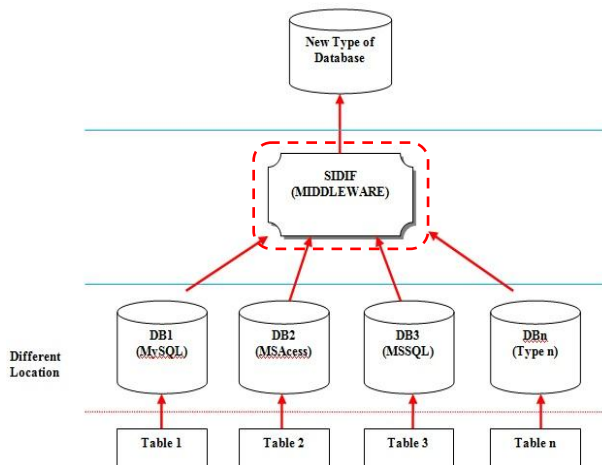 New Type of
Database
SIDIF
(MIDDLEWARE)
DB1
(MySQL)
DB2
(MSAcess)
DB3
(MSSQL)
DBn
(Type n)
Different
Location
Table 1
Table 2
Table 3
Table n